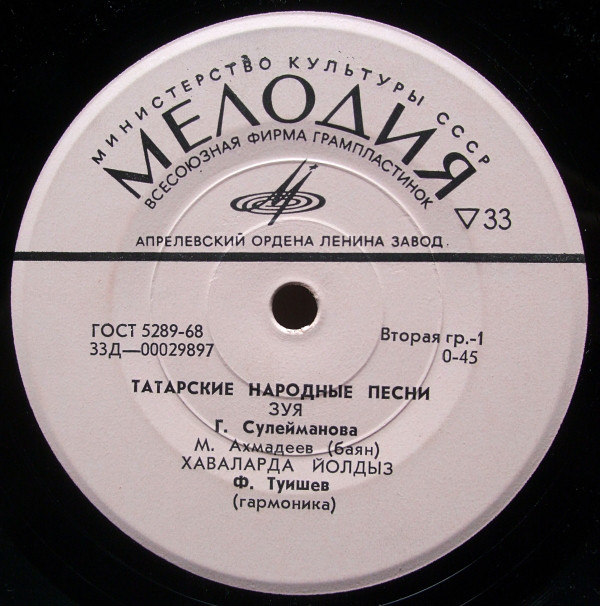 МИНИСТЕРСТВО КУЛЬТУРЫ СССР
МЕЛОДИЯ
ВСЕСОЮЗНАЯ ФИРМА ГРАМПЛАСТИНОК
33
АПРЕЛЕВСКИЙ ОРДЕНА ЛЕНИНА ЗАВОД.
ГОСТ 5289-68
33Д—00029897
Вторая гр.-1
0-45
ТАТАРСКИЕ НАРОДНЫЕ ПЕСНИ
ЗУЯ
Г. Сулейманова
М. Ахмадеев (баян)
ХАВАЛАРДА ЙОЛДЫЗ
Ф. Туишев
(гармоника)